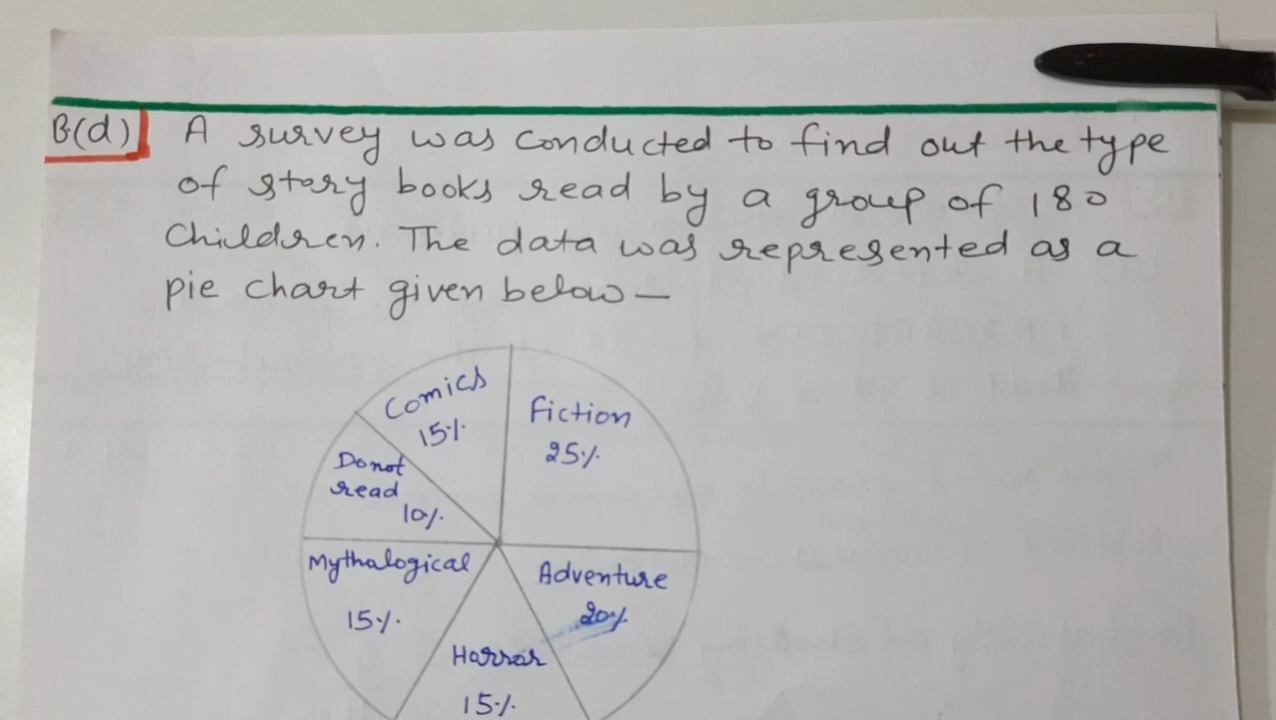 B(d) A survey was conducted to find out the type
of story books read by a group of 180
Children. The data was represented as a
pie chart given below —
Comics
15%
Fiction
25%
Do not
read
10%
Mythalogical
15%
Adventure
20%
Harror
15%